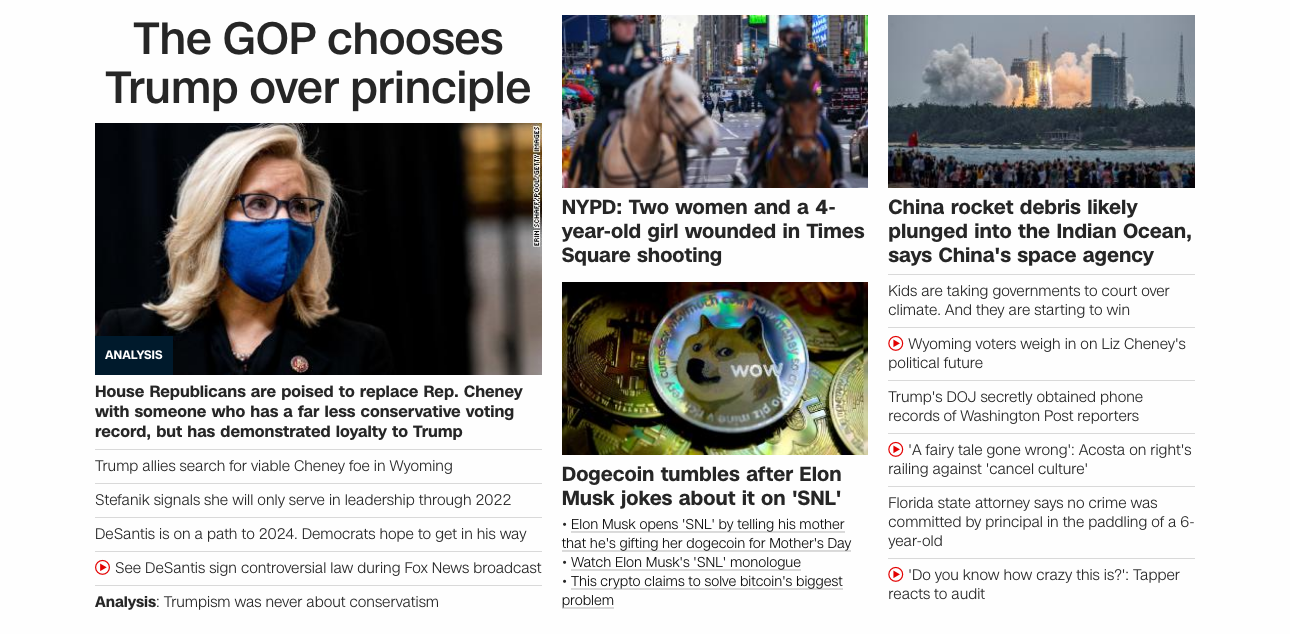 The GOP chooses
Trump over principle
ERIN SCHAFF/POOL/GETTY IMAGES
ANALYSIS
House Republicans are poised to replace Rep. Cheney
with someone who has a far less conservative voting
record, but has demonstrated loyalty to Trump
Trump allies search for viable Cheney foe in Wyoming
Stefanik signals she will only serve in leadership through 2022
DeSantis is on a path to 2024. Democrats hope to get in his way
See DeSantis sign controversial law during Fox News broadcast
Analysis: Trumpism was never about conservatism
NYPD: Two women and a 4-
year-old girl wounded in Times
Square shooting
wow
Dogecoin tumbles after Elon
Musk jokes about it on 'SNL'
• Elon Musk opens 'SNL' by telling his mother
that he's gifting her dogecoin for Mother's Day
• Watch Elon Musk's 'SNL' monologue
• This crypto claims to solve bitcoin's biggest
problem
China rocket debris likely
plunged into the Indian Ocean,
says China's space agency
Kids are taking governments to court over
climate. And they are starting to win
Wyoming voters weigh in on Liz Cheney's
political future
Trump's DOJ secretly obtained phone
records of Washington Post reporters
'A fairy tale gone wrong': Acosta on right's
railing against 'cancel culture'
Florida state attorney says no crime was
committed by principal in the paddling of a 6-
year-old
'Do you know how crazy this is?': Tapper
reacts to audit